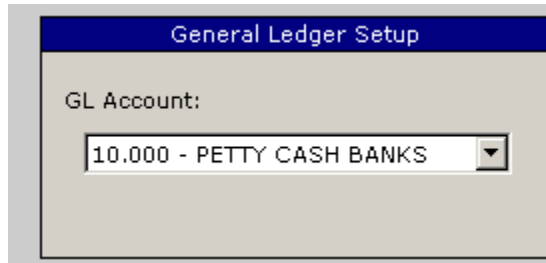 General Ledger Setup
GL Account:
10.000 - PETTY CASH BANKS